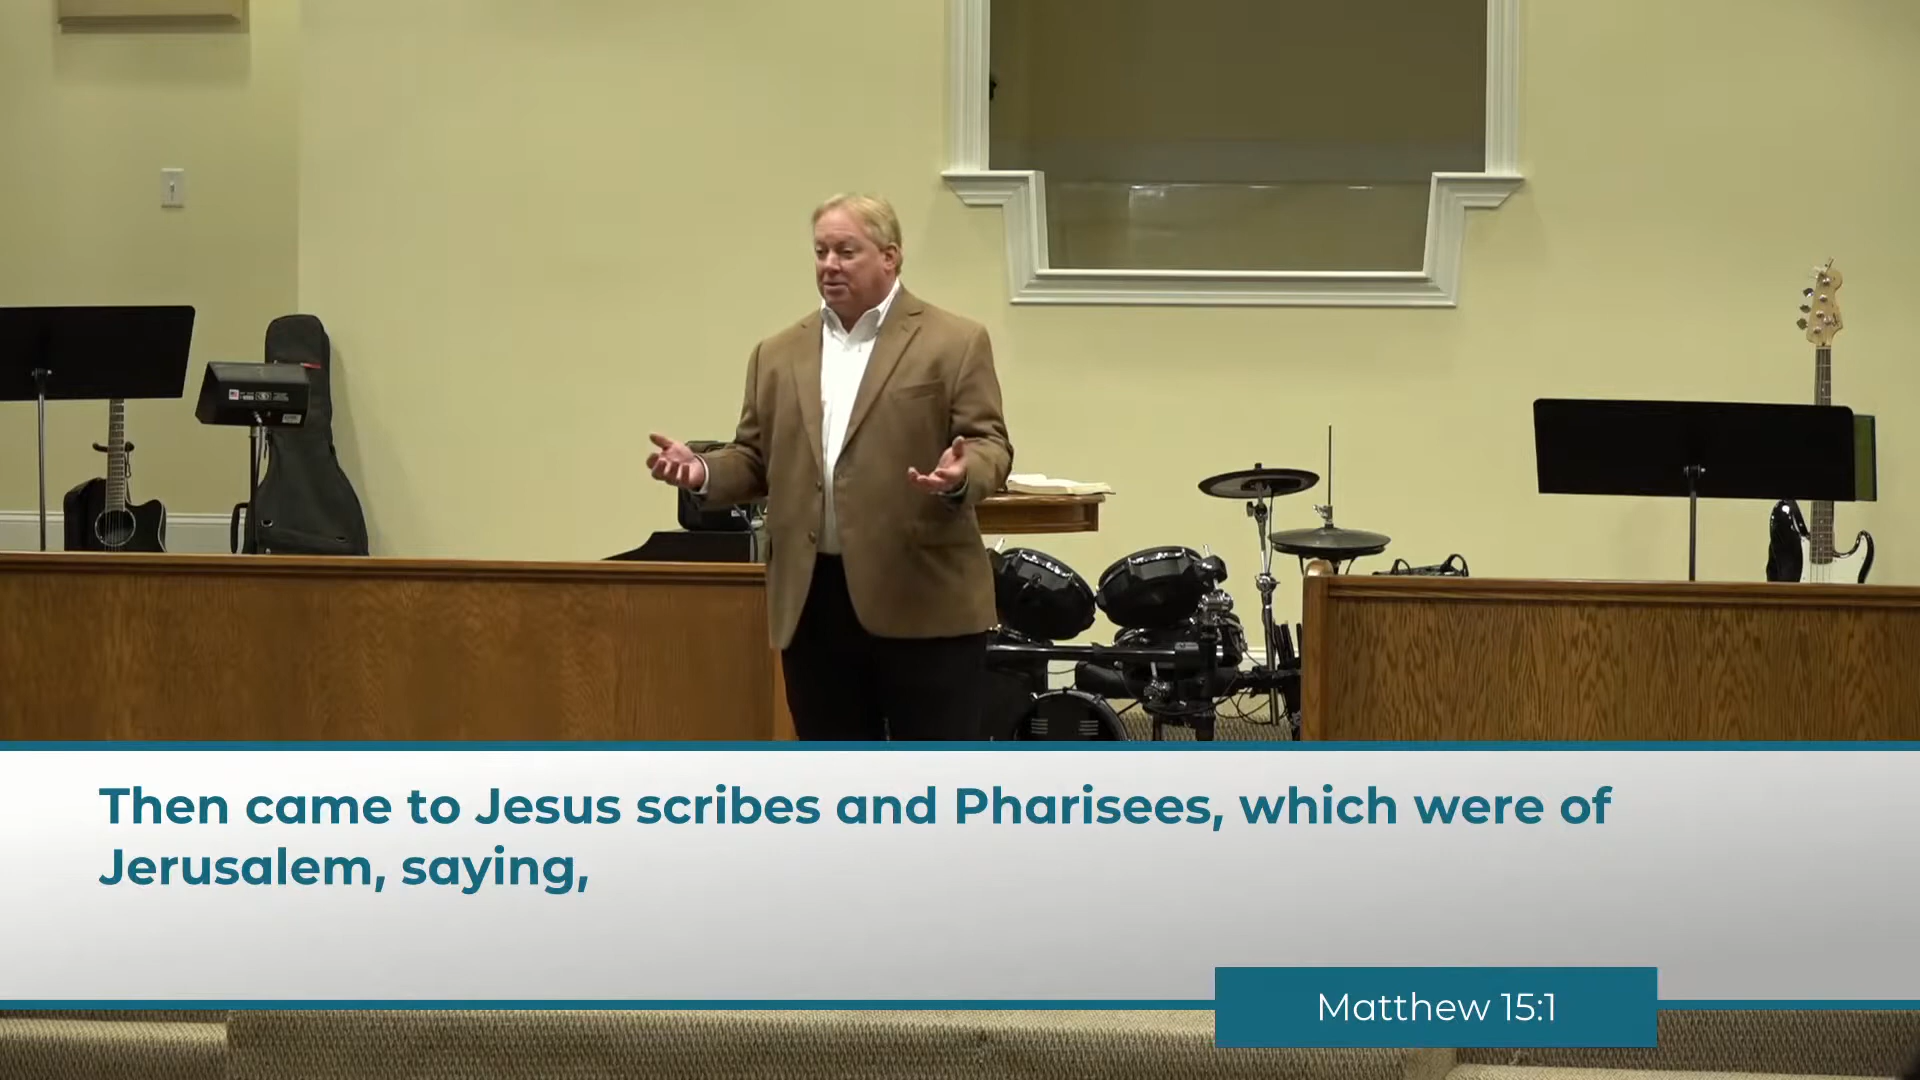 Then came to Jesus scribes and Pharisees, which were of
Jerusalem, saying,
Matthew 15:1